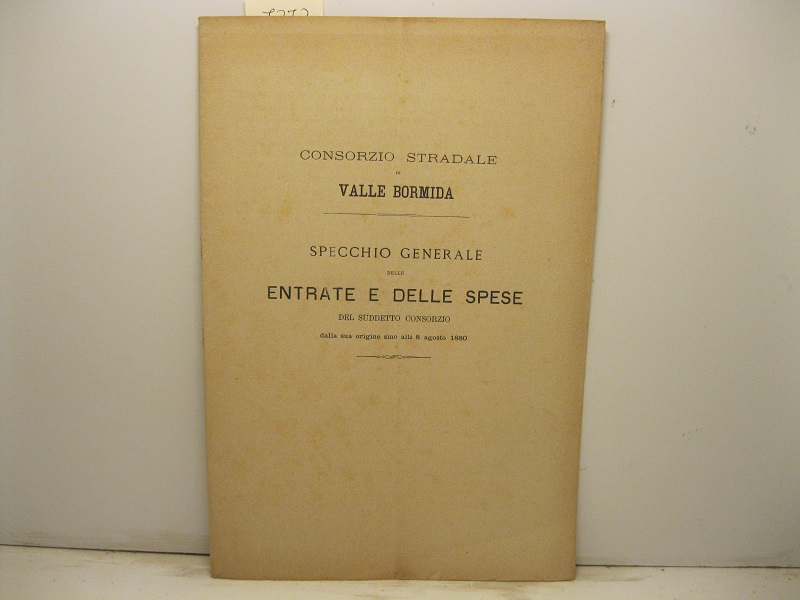 CONSORZIO STRADALE
DI
VALLE BORMIDA
SPECCHIO GENERALE
DELLE
ENTRATE E DELLE SPESE
DEL SUDDETTO CONSORZIO
dalla sua origine sino alli 6 agosto 1880